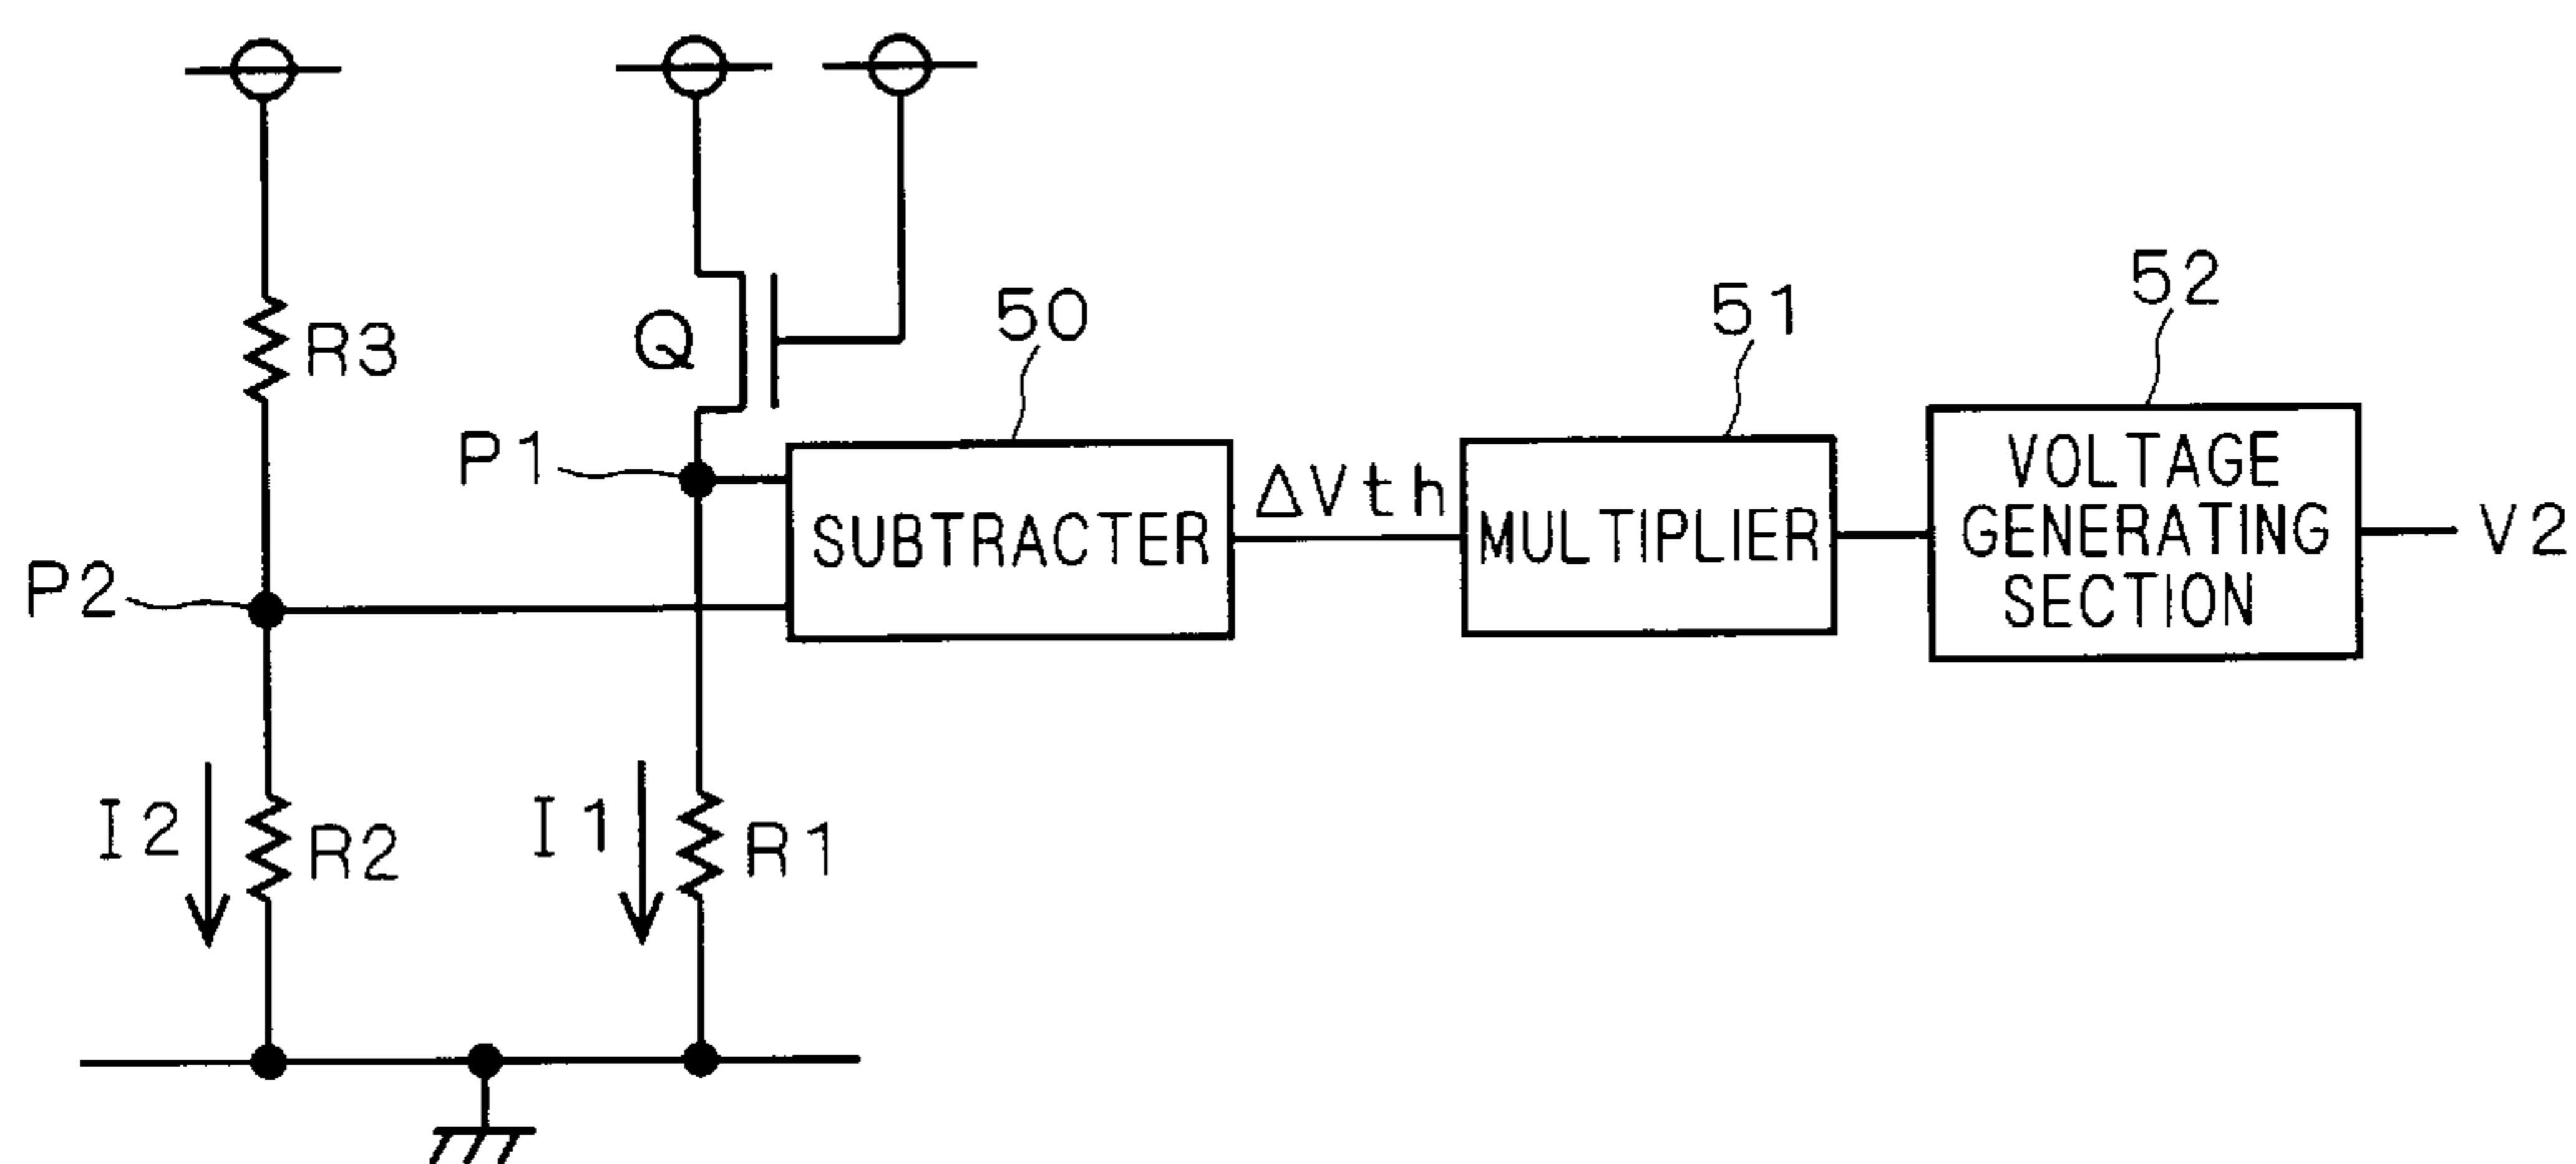 52
51
50
R3
Q
P1
SUBTRACTER
ΔVth
MULTIPLIER
VOLTAGE
GENERATING
SECTION
V2
P2
I2
R2
I1
R1